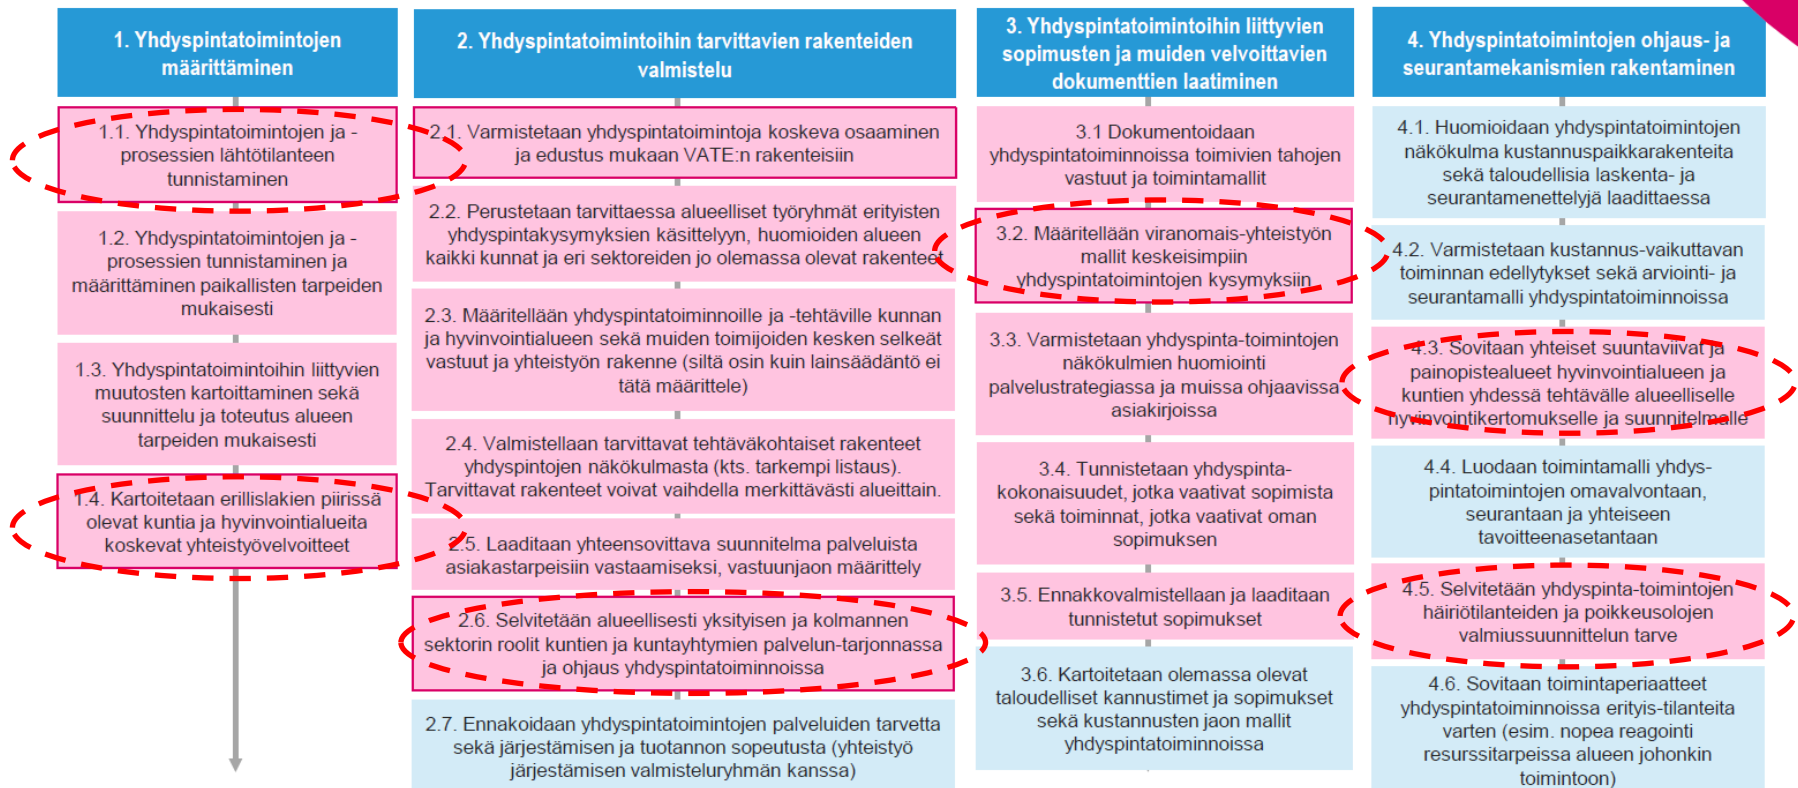 1. Yhdyspintatoimintojen
määrittäminen
1.1. Yhdyspintatoimintojen ja -
prosessien lähtötilanteen
tunnistaminen
1.2. Yhdyspintatoimintojen ja -
prosessien tunnistaminen ja
määrittäminen paikallisten tarpeiden
mukaisesti
1.3. Yhdyspintatoimintoihin liittyvien
muutosten kartoittaminen sekä
suunnittelu ja toteutus alueen
tarpeiden mukaisesti
1.4. Kartoitetaan erillislakien piirissä
olevat kuntia ja hyvinvointialueita
koskevat yhteistyövelvoitteet
2. Yhdyspintatoimintoihin tarvittavien rakenteiden
valmistelu
2.1. Varmistetaan yhdyspintatoimintoja koskeva osaaminen
ja edustus mukaan VATE:n rakenteisiin
2.2. Perustetaan tarvittaessa alueelliset työryhmät erityisten
yhdyspintakysymyksien käsittelyyn, huomioiden alueen
kaikki kunnat ja eri sektoreiden jo olemassa olevat rakenteet
2.3. Määritellään yhdyspintatoiminnoille ja -tehtäville kunnan
ja hyvinvointialueen sekä muiden toimijoiden kesken selkeät
vastuut ja yhteistyön rakenne (siltä osin kuin lainsäädäntö ei
tätä määrittele)
2.4. Valmistellaan tarvittavat tehtäväkohtaiset rakenteet
yhdyspintojen näkökulmasta (kts. tarkempi listaus).
Tarvittavat rakenteet voivat vaihdella merkittävästi alueittain.
2.5. Laaditaan yhteensovittava suunnitelma palveluista
asiakastarpeisiin vastaamiseksi, vastuunjaon määrittely
2.6. Selvitetään alueellisesti yksityisen ja kolmannen
sektorin roolit kuntien ja kuntayhtymien palvelun-tarjonnassa
ja ohjaus yhdyspintatoiminnoissa
2.7. Ennakoidaan yhdyspintatoimintojen palveluiden tarvetta
sekä järjestämisen ja tuotannon sopeutusta (yhteistyö
järjestämisen valmisteluryhmän kanssa)
3. Yhdyspintatoimintoihin liittyvien
sopimusten ja muiden velvoittavien
dokumenttien laatiminen
3.1 Dokumentoidaan
yhdyspintatoiminnoissa toimivien tahojen
vastuut ja toimintamallit
3.2. Määritellään viranomais-yhteistyön
mallit keskeisimpiin
yhdyspintatoimintojen kysymyksiin
3.3. Varmistetaan yhdyspinta-toimintojen
näkökulmien huomiointi
palvelustrategiassa ja muissa ohjaavissa
asiakirjoissa
3.4. Tunnistetaan yhdyspinta-
kokonaisuudet, jotka vaativat sopimista
sekä toiminnat, jotka vaativat oman
sopimuksen
3.5. Ennakkovalmistellaan ja laaditaan
tunnistetut sopimukset
3.6. Kartoitetaan olemassa olevat
taloudelliset kannustimet ja sopimukset
sekä kustannusten jaon mallit
yhdyspintatoiminnoissa
4. Yhdyspintatoimintojen ohjaus- ja
seurantamekanismien rakentaminen
4.1. Huomioidaan yhdyspintatoimintojen
näkökulma kustannuspaikkarakenteita
sekä taloudellisia laskenta- ja
seurantamenettelyjä laadittaessa
4.2. Varmistetaan kustannus-vaikuttavan
toiminnan edellytykset sekä arviointi- ja
seurantamalli yhdyspintatoiminnoissa
4.3. Sovitaan yhteiset suuntaviivat ja
painopistealueet hyvinvointialueen ja
kuntien yhdessä tehtävälle alueelliselle
hyvinvointikertomukselle ja suunnitelmalle
4.4. Luodaan toimintamalli yhdys-
pintatoimintojen omavalvontaan,
seurantaan ja yhteiseen
tavoitteenasetantaan
4.5. Selvitetään yhdyspinta-toimintojen
häiriötilanteiden ja poikkeusolojen
valmiussuunnittelun tarve
4.6. Sovitaan toimintaperiaatteet
yhdyspintatoiminnoissa erityis-tilanteita
varten (esim. nopea reagointi
resurssitarpeissa alueen johonkin
toimintoon)